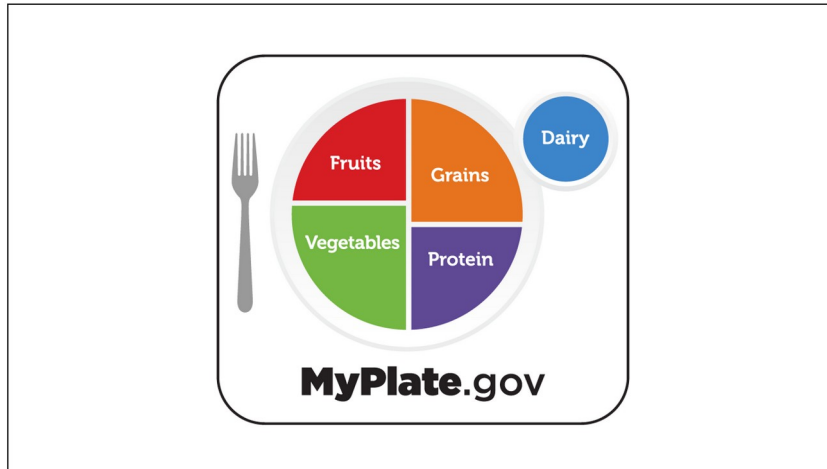 Fruits
Grains
Dairy
Vegetables
Protein
MyPlate.gov